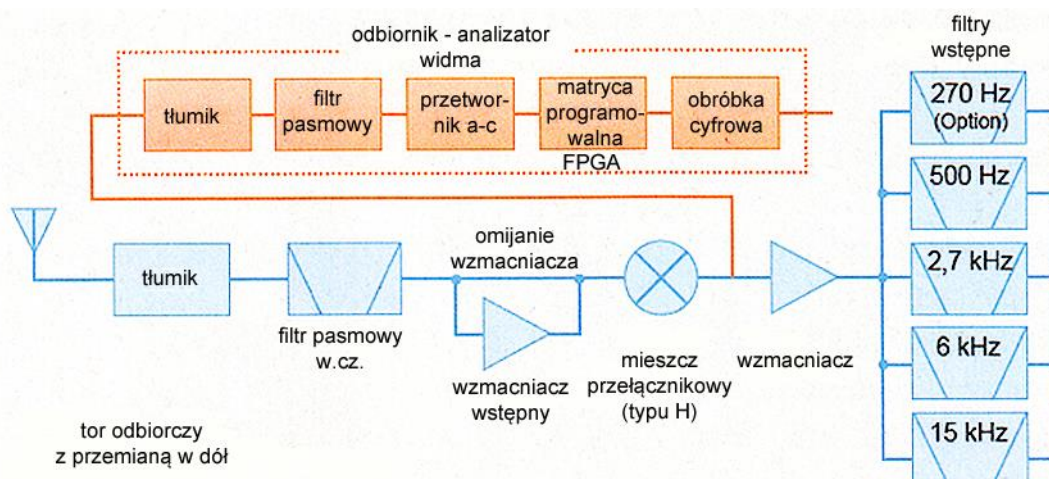 odbiornik - analizator
widma
filtry
wstępne
tłumik
filtr
pasmowy
przetwor-
nik a-c
matryca
programo-
walna
FPGA
obróbka
cyfrowa
270 Hz
(Option)
500 Hz
2,7 kHz
6 kHz
15 kHz
tłumik
filtr pasmowy
w.cz.
omijanie
wzmacniacza
wzmacniacz
wstępny
mieszcz
przełącznikowy
(typu H)
wzmacniacz
tor odbiorczy
z przemianą w dół